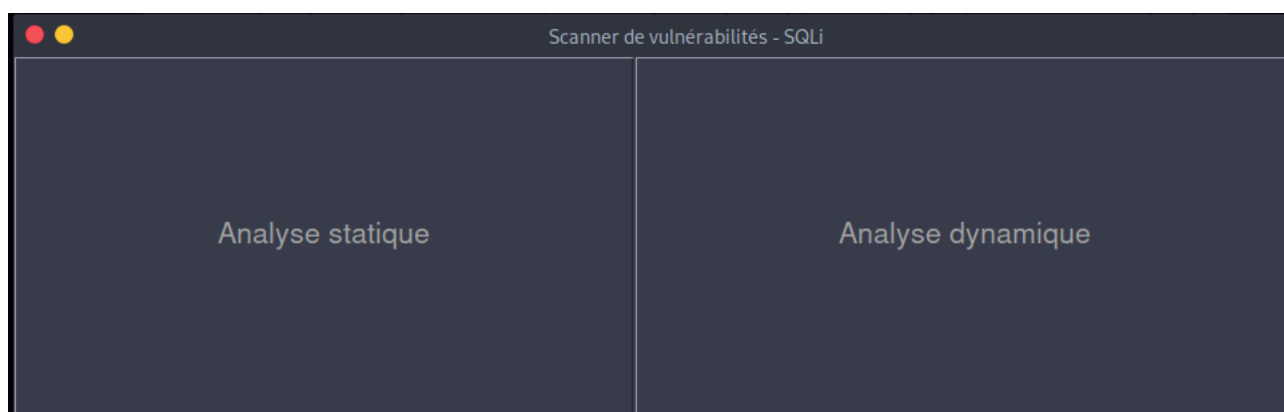 Scanner de vulnérabilités - SQLi
Analyse statique
Analyse dynamique